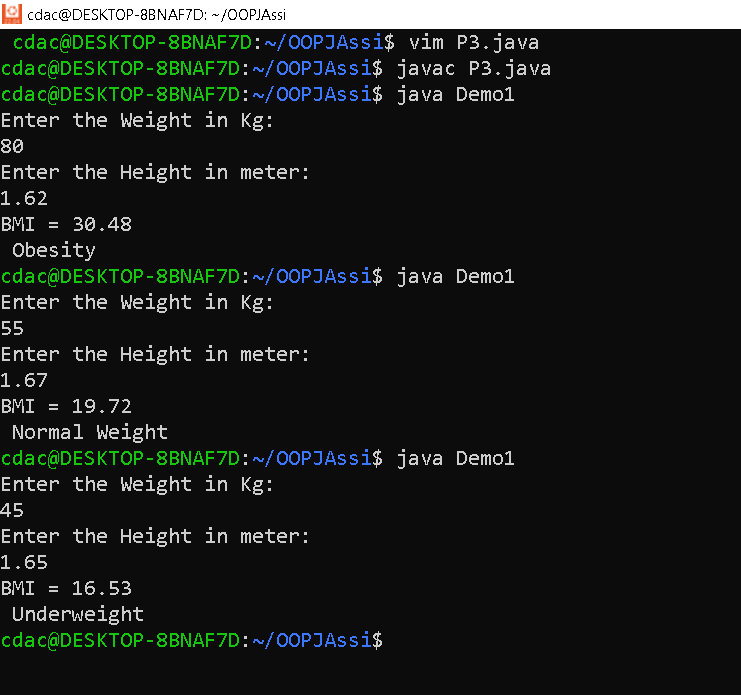 cdac@DESKTOP-8BNAF7D: ~/OOPJAssi
cdac@DESKTOP-8BNAF7D:~/OOPJAssi$ vim P3.java
cdac@DESKTOP-8BNAF7D:~/OOPJAssi$ javac P3.java
cdac@DESKTOP-8BNAF7D:~/OOPJAssi$ java Demo1
Enter the Weight in Kg:
80
Enter the Height in meter:
1.62
BMI = 30.48
Obesity
cdac@DESKTOP-8BNAF7D:~/OOPJAssi$ java Demo1
Enter the Weight in Kg:
55
Enter the Height in meter:
1.67
BMI = 19.72
Normal Weight
cdac@DESKTOP-8BNAF7D:~/OOPJAssi$ java Demo1
Enter the Weight in Kg:
45
Enter the Height in meter:
1.65
BMI = 16.53
Underweight
cdac@DESKTOP-8BNAF7D:~/OOPJAssi$